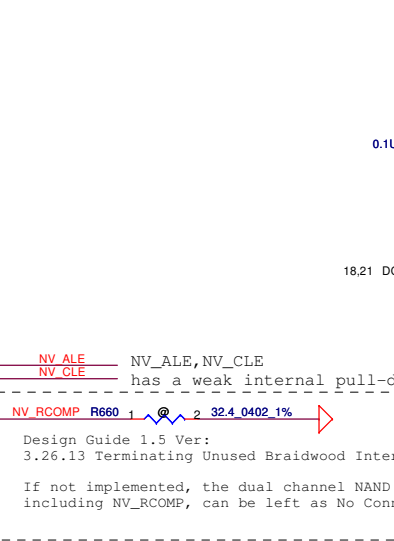 0.1U
18,21 DC
NV_ALE NV_ALE,NV_CLE
NV_CLE has a weak internal pull-d
NV_RCOMP R660 1 @ 2 32.4_0402_1%
Design Guide 1.5 Ver:
3.26.13 Terminating Unused Braidwood Inter
If not implemented, the dual channel NAND
including NV_RCOMP, can be left as No Conn